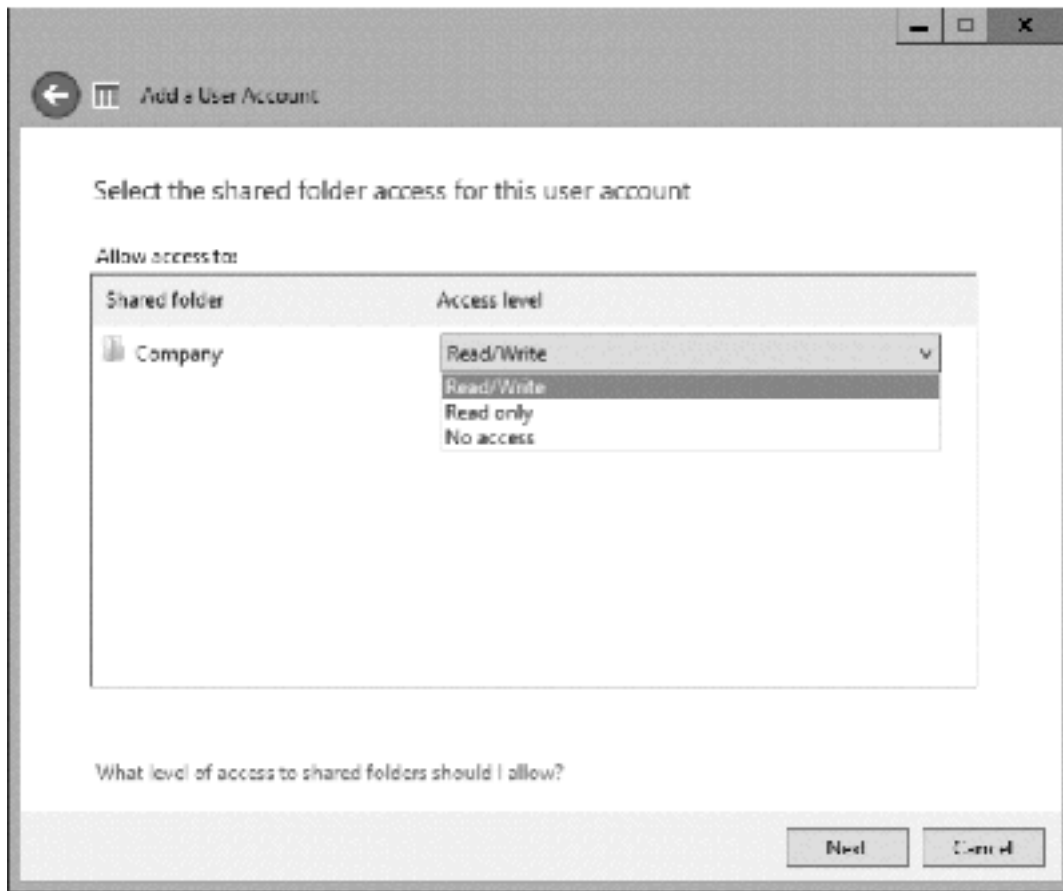 Add a User Account
Select the shared folder access for this user account
Allow access to:
Shared folder Access level
Company Read/Write
Read/Write
Read only
No access
What level of access to shared folders should I allow?
Next Cancel